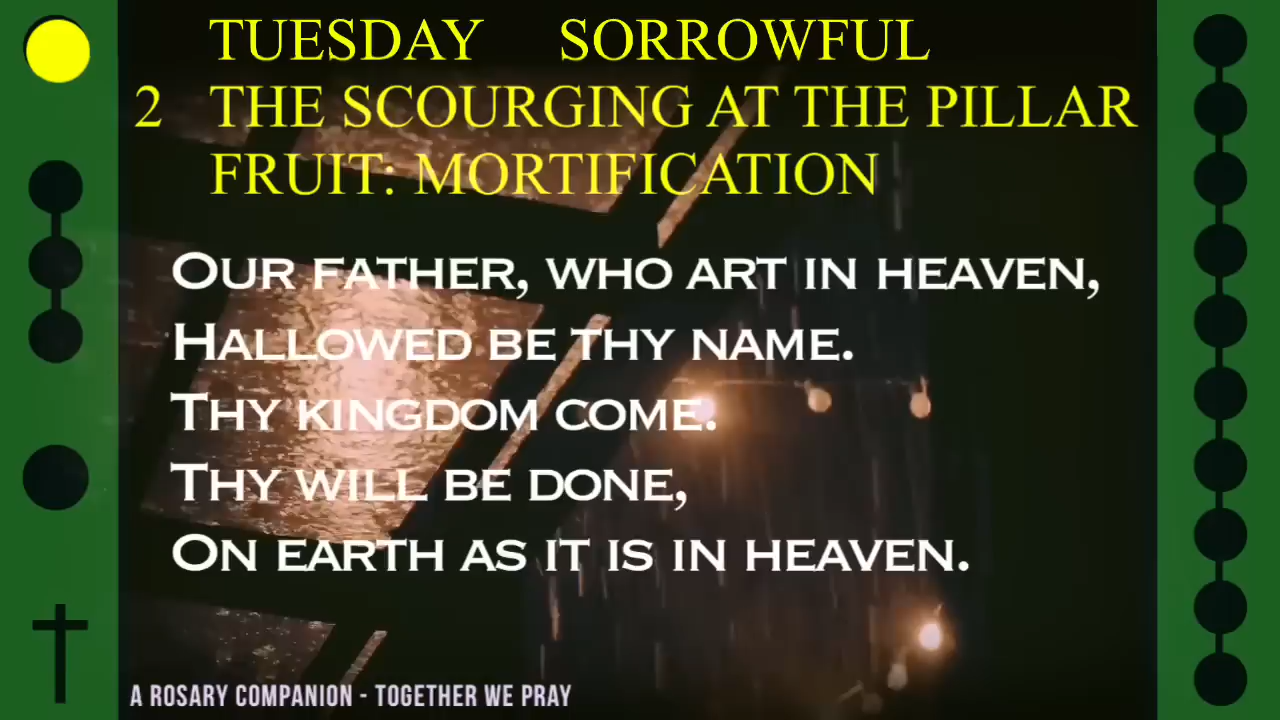 TUESDAY SORROWFUL
2 THE SCOURGING AT THE PILLAR
FRUIT: MORTIFICATION
OUR FATHER, WHO ART IN HEAVEN,
HALLOWED BE THY NAME.
THY KINGDOM COME.
THY WILL BE DONE,
ON EARTH AS IT IS IN HEAVEN.
A ROSARY COMPANION - TOGETHER WE PRAY